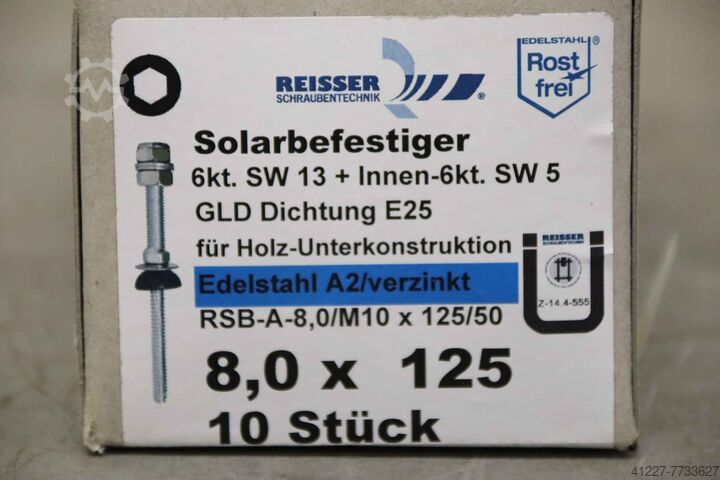 REISSER
SCHRAUBENTECHNIK
®
EDELSTAHL ®
Rost
frei
Solarbefestiger
6kt. SW 13 + Innen-6kt. SW 5
GLD Dichtung E25
für Holz-Unterkonstruktion
Edelstahl A2/verzinkt
RSB-A-8,0/M10 x 125/50
REISSER
SCHRAUBENTECHNIK
Z-14.4-555
8,0 x 125
10 Stück
41227-7733627